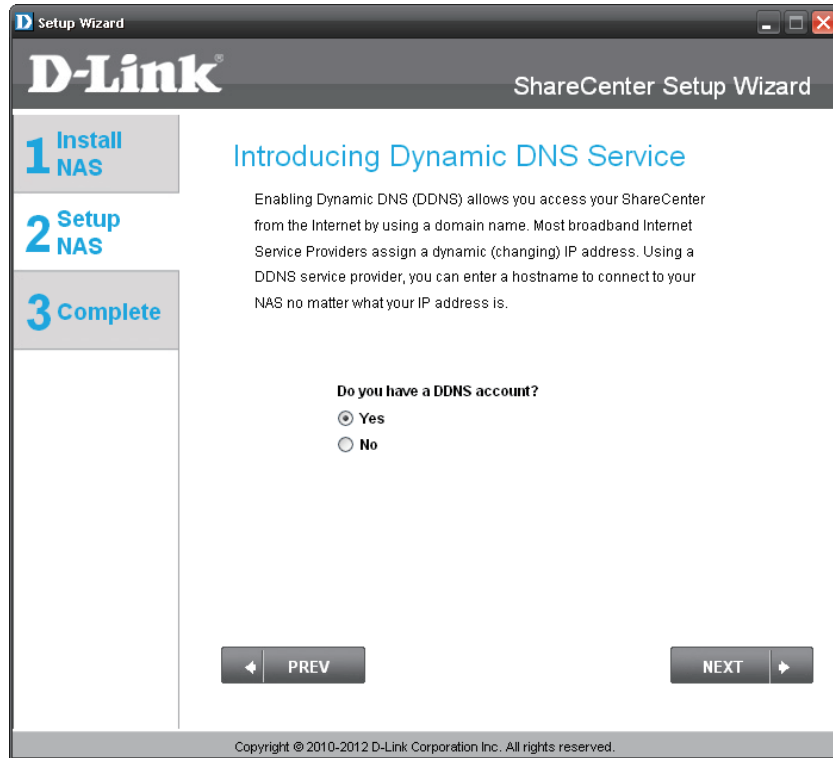 Setup Wizard
D-Link®
ShareCenter Setup Wizard
1 Install
NAS
2 Setup
NAS
3 Complete
Introducing Dynamic DNS Service
Enabling Dynamic DNS (DDNS) allows you access your ShareCenter
from the Internet by using a domain name. Most broadband Internet
Service Providers assign a dynamic (changing) IP address. Using a
DDNS service provider, you can enter a hostname to connect to your
NAS no matter what your IP address is.
Do you have a DDNS account?
Yes
No
PREV
NEXT
Copyright © 2010-2012 D-Link Corporation Inc. All rights reserved.